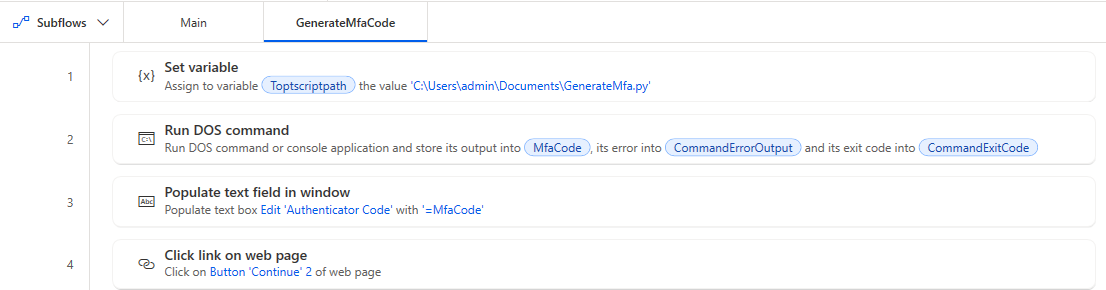 Subflows Main GenerateMfaCode
1 {x} Set variable
Assign to variable Toptscriptpath the value 'C:\Users\admin\Documents\GenerateMfa.py'
2 C:\ Run DOS command
Run DOS command or console application and store its output into MfaCode , its error into CommandErrorOutput and its exit code into CommandExitCode
3 Abc Populate text field in window
Populate text box Edit 'Authenticator Code' with '=MfaCode'
4 Click link on web page
Click on Button 'Continue' 2 of web page